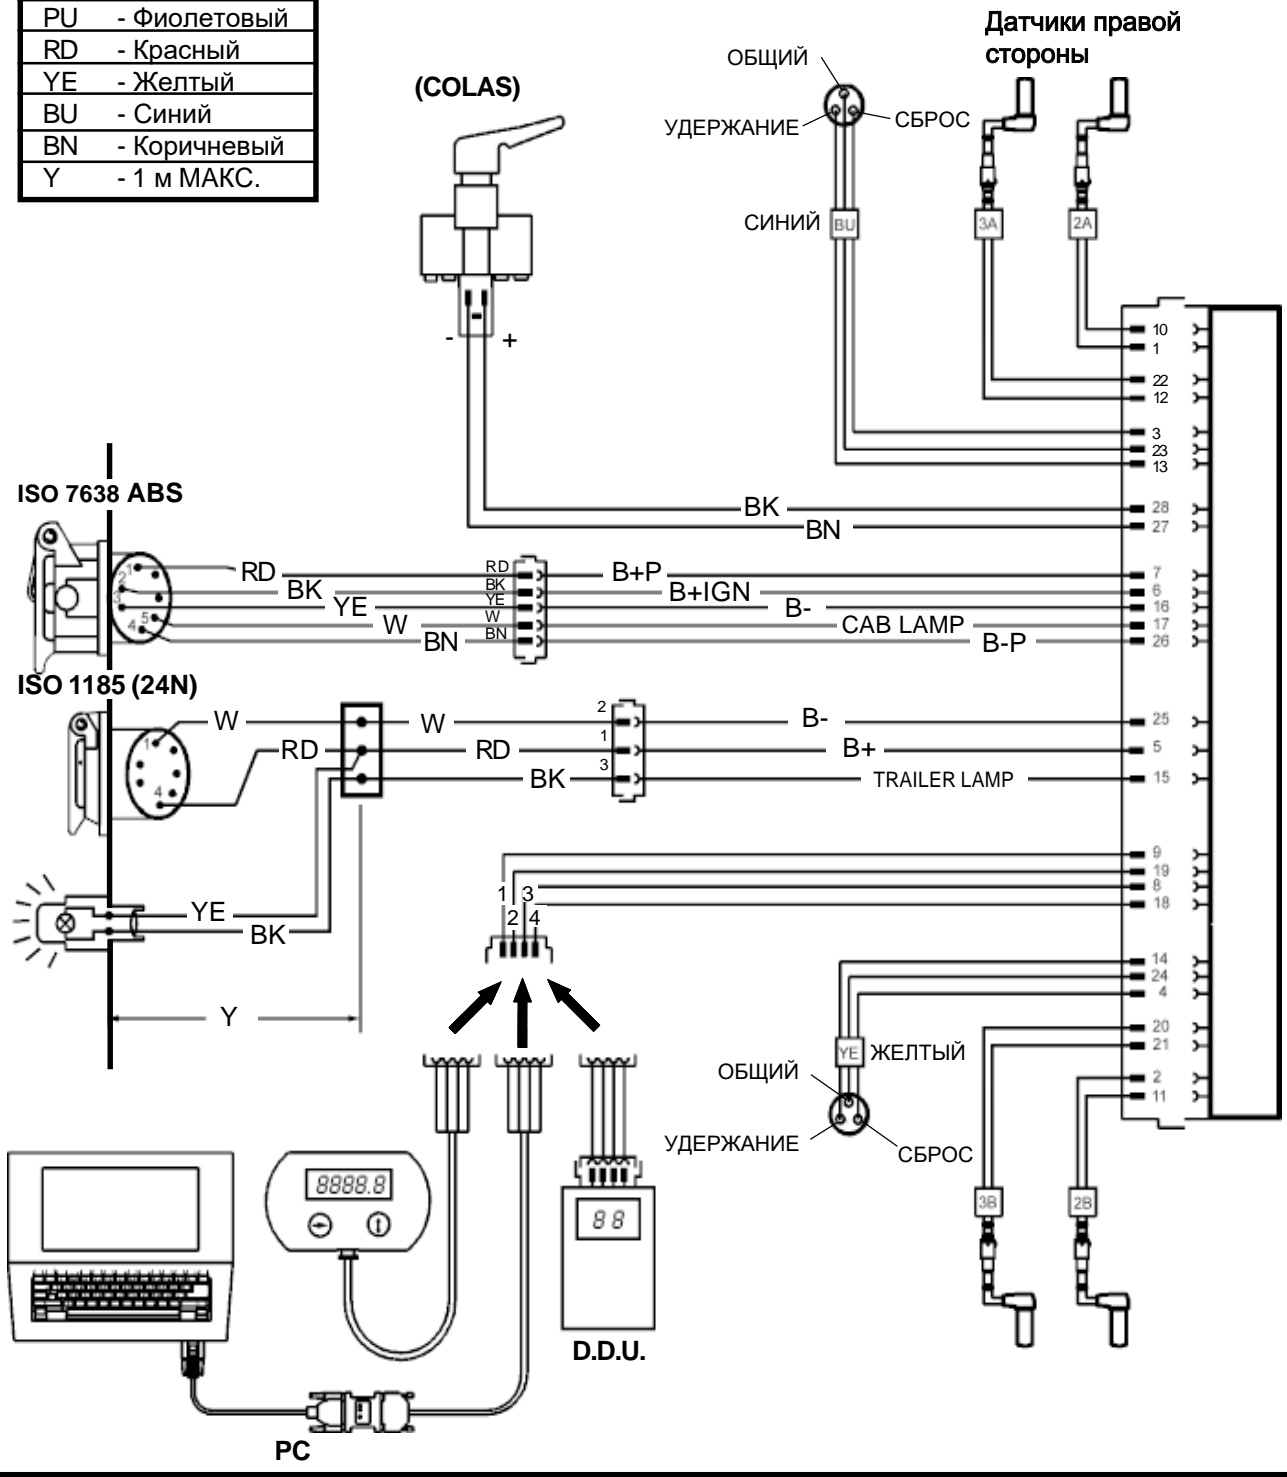 PU - Фиолетовый
RD - Красный
YE - Желтый
BU - Синий
BN - Коричневый
Y - 1 м МАКС.
(COLAS)
- +
Датчики правой
стороны
ОБЩИЙ
УДЕРЖАНИЕ
СБРОС
СИНИЙ
BU
3A
2A
10
1
22
12
3
23
13
BK
28
BN
27
ISO 7638 ABS
1
2
3
5
4
RD RD B+P 7
BK BK B+IGN 6
YE YE B- 16
W W CAB LAMP 17
BN BN B-P 26
ISO 1185 (24N)
1
4
W W 2 B- 25
RD RD 1 B+ 5
BK 3 TRAILER LAMP 15
YE
BK
Y
9
19
8
18
1 3
2 4
14
24
4
20
21
2
11
YE ЖЕЛТЫЙ
ОБЩИЙ
УДЕРЖАНИЕ
СБРОС
3B
2B
8888.8
88
D.D.U.
PC